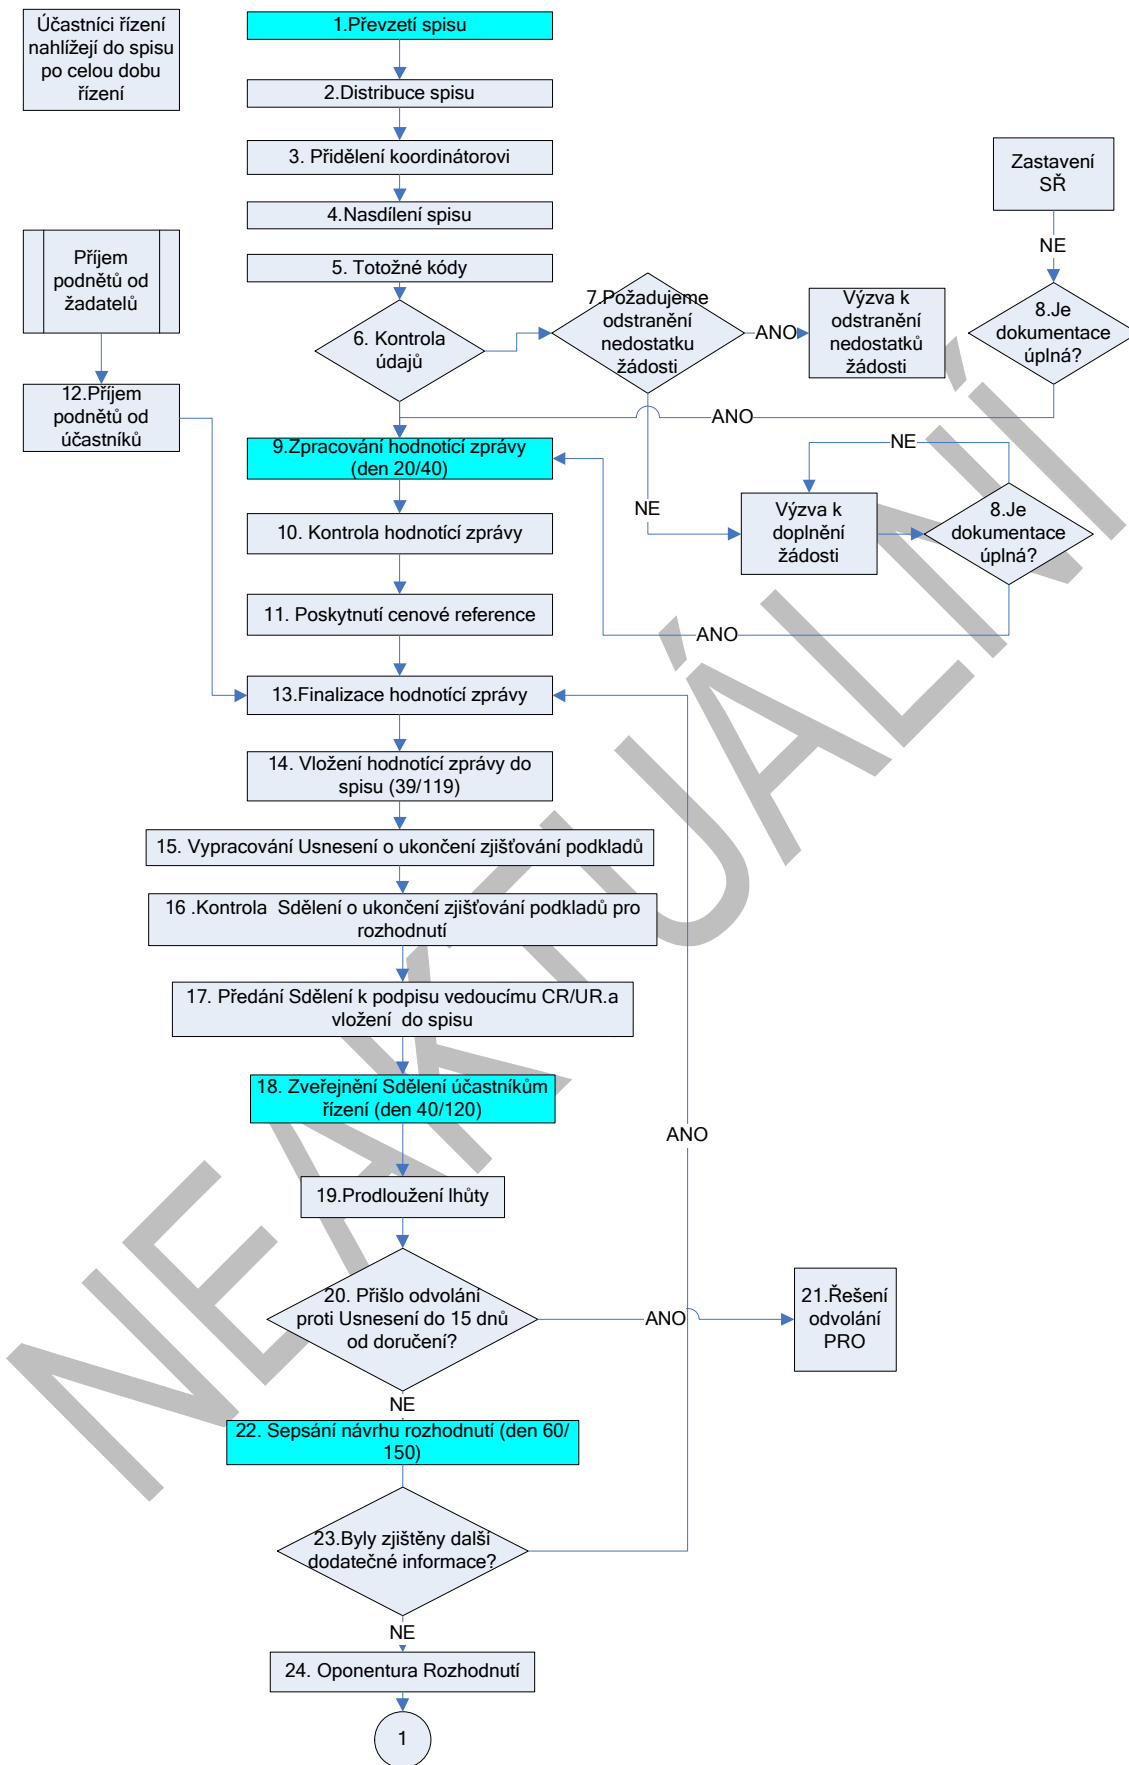 Účastníci řízení
nahlížejí do spisu
po celou dobu
řízení
1.Převzetí spisu
2.Distribuce spisu
3. Přidělení koordinátorovi
4.Nasdílení spisu
Zastavení
SŘ
NE
Příjem
podnětů od
žadatelů
5. Totožné kódy
6. Kontrola
údajů
7.Požadujeme
odstranění
nedostatku
žádosti
ANO
Výzva k
odstranění
nedostatků
žádosti
8.Je
dokumentace
úplná?
ANO
12.Příjem
podnětů od
účastníků
9.Zpracování hodnotící zprávy
(den 20/40)
NE
NE
Výzva k
doplnění
žádosti
8.Je
dokumentace
úplná?
ANO
10. Kontrola hodnotící zprávy
11. Poskytnutí cenové reference
13.Finalizace hodnotící zprávy
14. Vložení hodnotící zprávy do
spisu (39/119)
15. Vypracování Usnesení o ukončení zjišťování podkladů
16 .Kontrola  Sdělení o ukončení zjišťování podkladů pro
rozhodnutí
17. Předání Sdělení k podpisu vedoucímu CR/UR.a
vložení  do spisu
18. Zveřejnění Sdělení účastníkům
řízení (den 40/120)
ANO
19.Prodloužení lhůty
20. Přišlo odvolání
proti Usnesení do 15 dnů
od doručení?
ANO
21.Řešení
odvolání
PRO
NE
22. Sepsání návrhu rozhodnutí (den 60/
150)
23.Byly zjištěny další
dodatečné informace?
NE
24. Oponentura Rozhodnutí
1
NEAKTUÁLNÍ